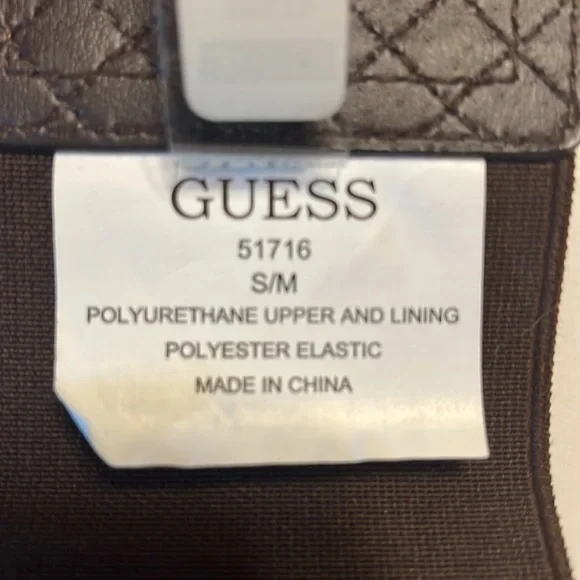 GUESS
51716
S/M
POLYURETHANE UPPER AND LINING
POLYESTER ELASTIC
MADE IN CHINA